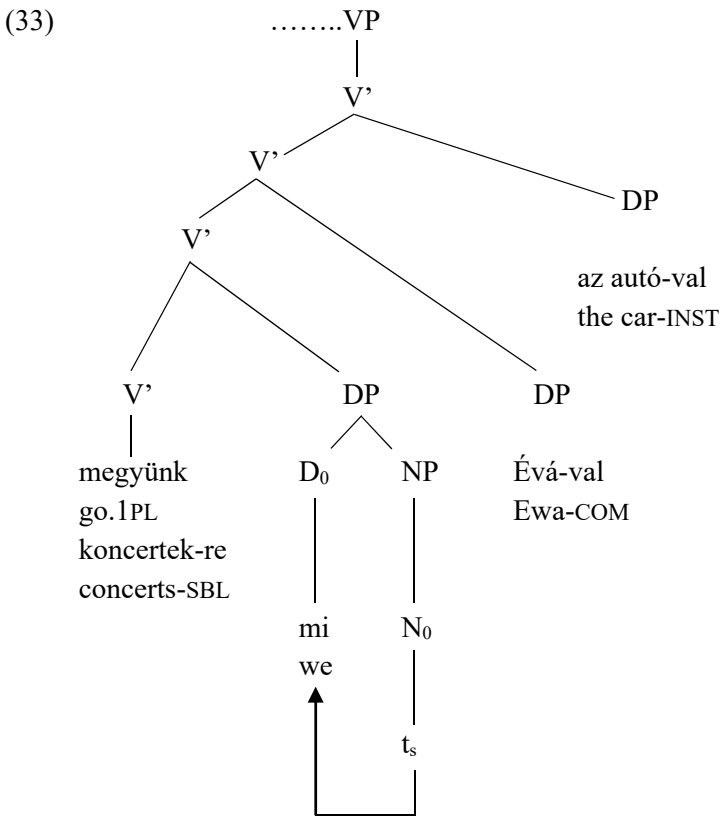 (33) ……..VP
V’
V’
DP
V’
az autó-val
the car-INST
V’ DP DP
megyünk D₀ NP Évá-val
go.1PL Ewa-COM
koncertek-re
concerts-SBL
mi N₀
we
tₛ